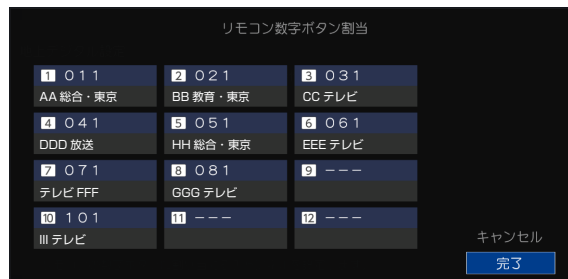 リモコン数字ボタン割当
1 011 2 021 3 031
AA 総合・東京 BB 教育・東京 CC テレビ
4 041 5 051 6 061
DDD 放送 HH 総合・東京 EEE テレビ
7 071 8 081 9 ---
テレビ FFF GGG テレビ
10 101 11 --- 12 ---
III テレビ
キャンセル
完了